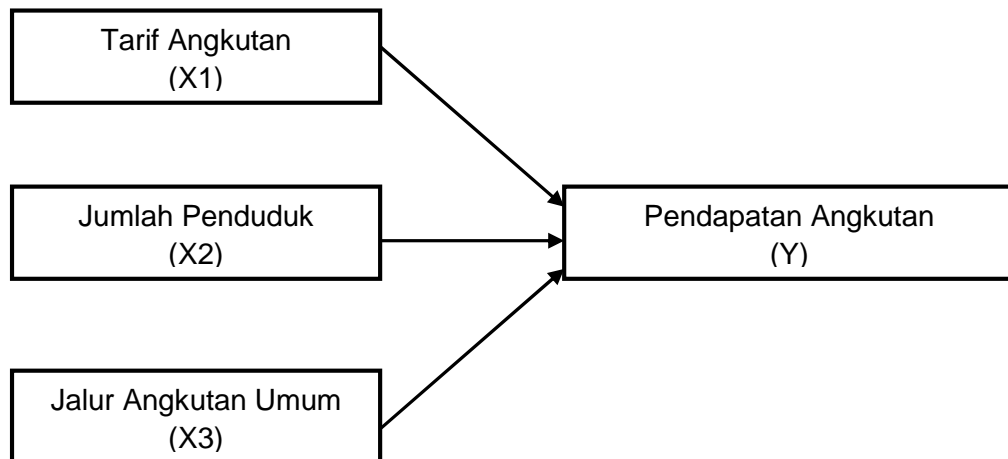 Tarif Angkutan
(X1)
Jumlah Penduduk
(X2)
Pendapatan Angkutan
(Y)
Jalur Angkutan Umum
(X3)